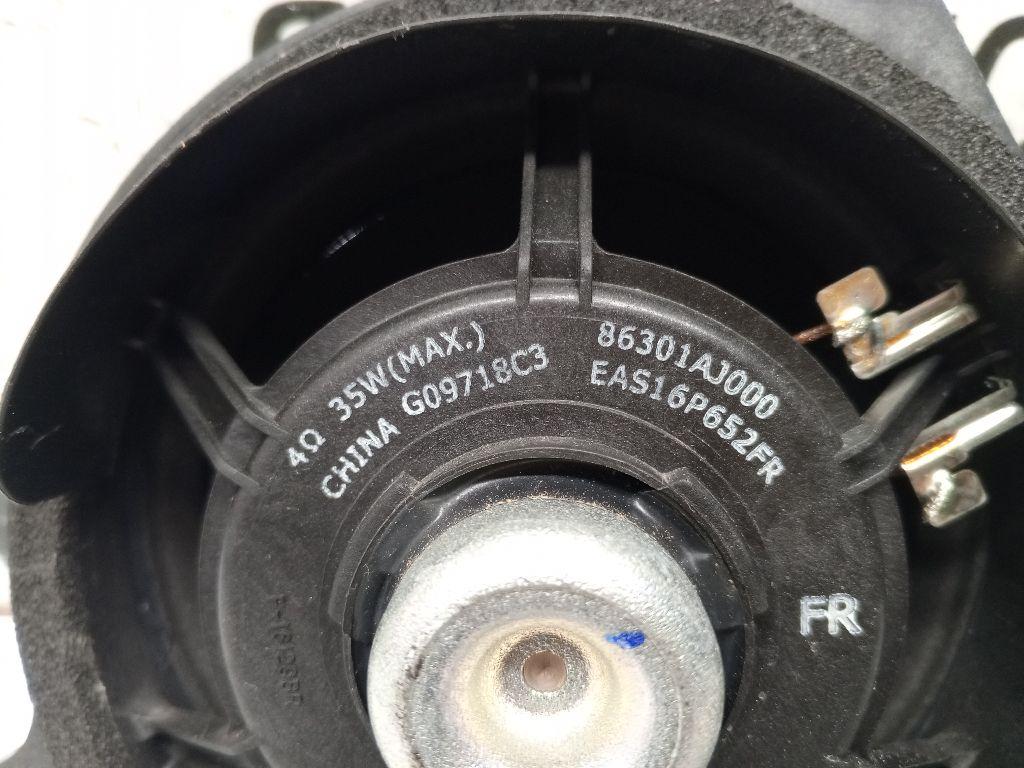 4Ω 35W(MAX.)
CHINA G09718C3
86301AJ000
EAS16P652FR
FR